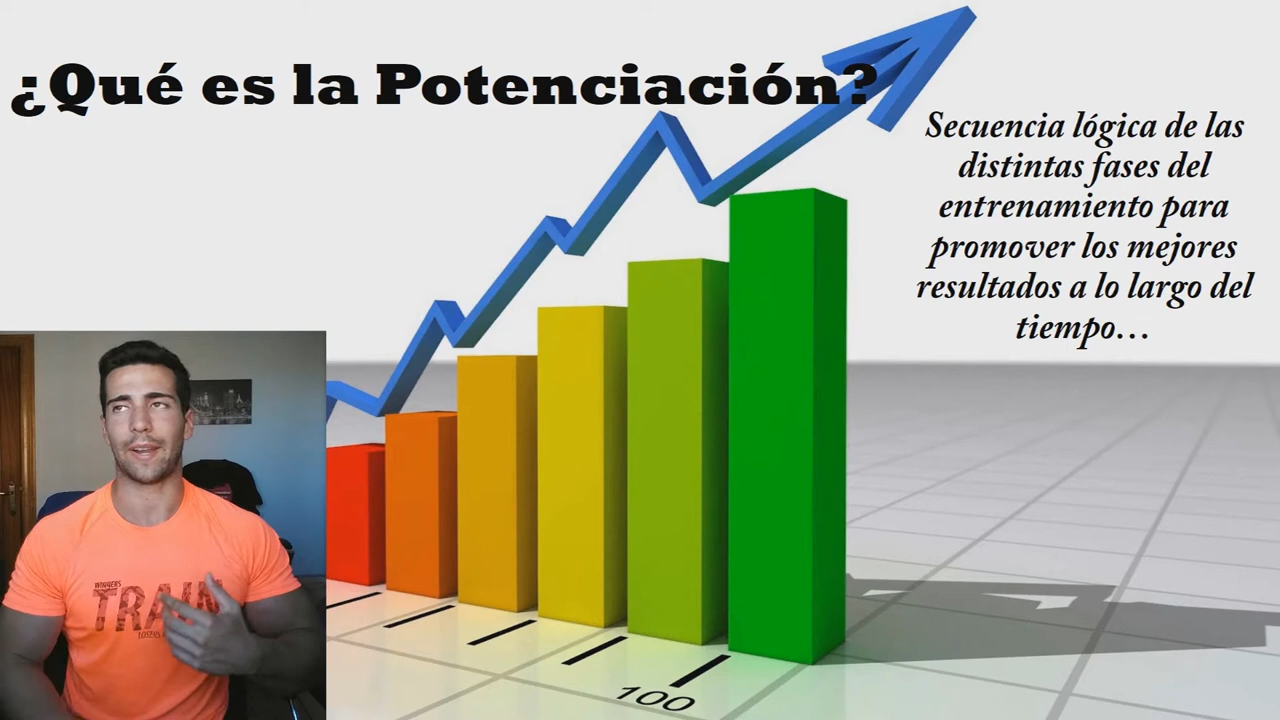 ¿Qué es la Potenciación?
Secuencia lógica de las
distintas fases del
entrenamiento para
promover los mejores
resultados a lo largo del
tiempo…
WINNERS
TRAIN
100